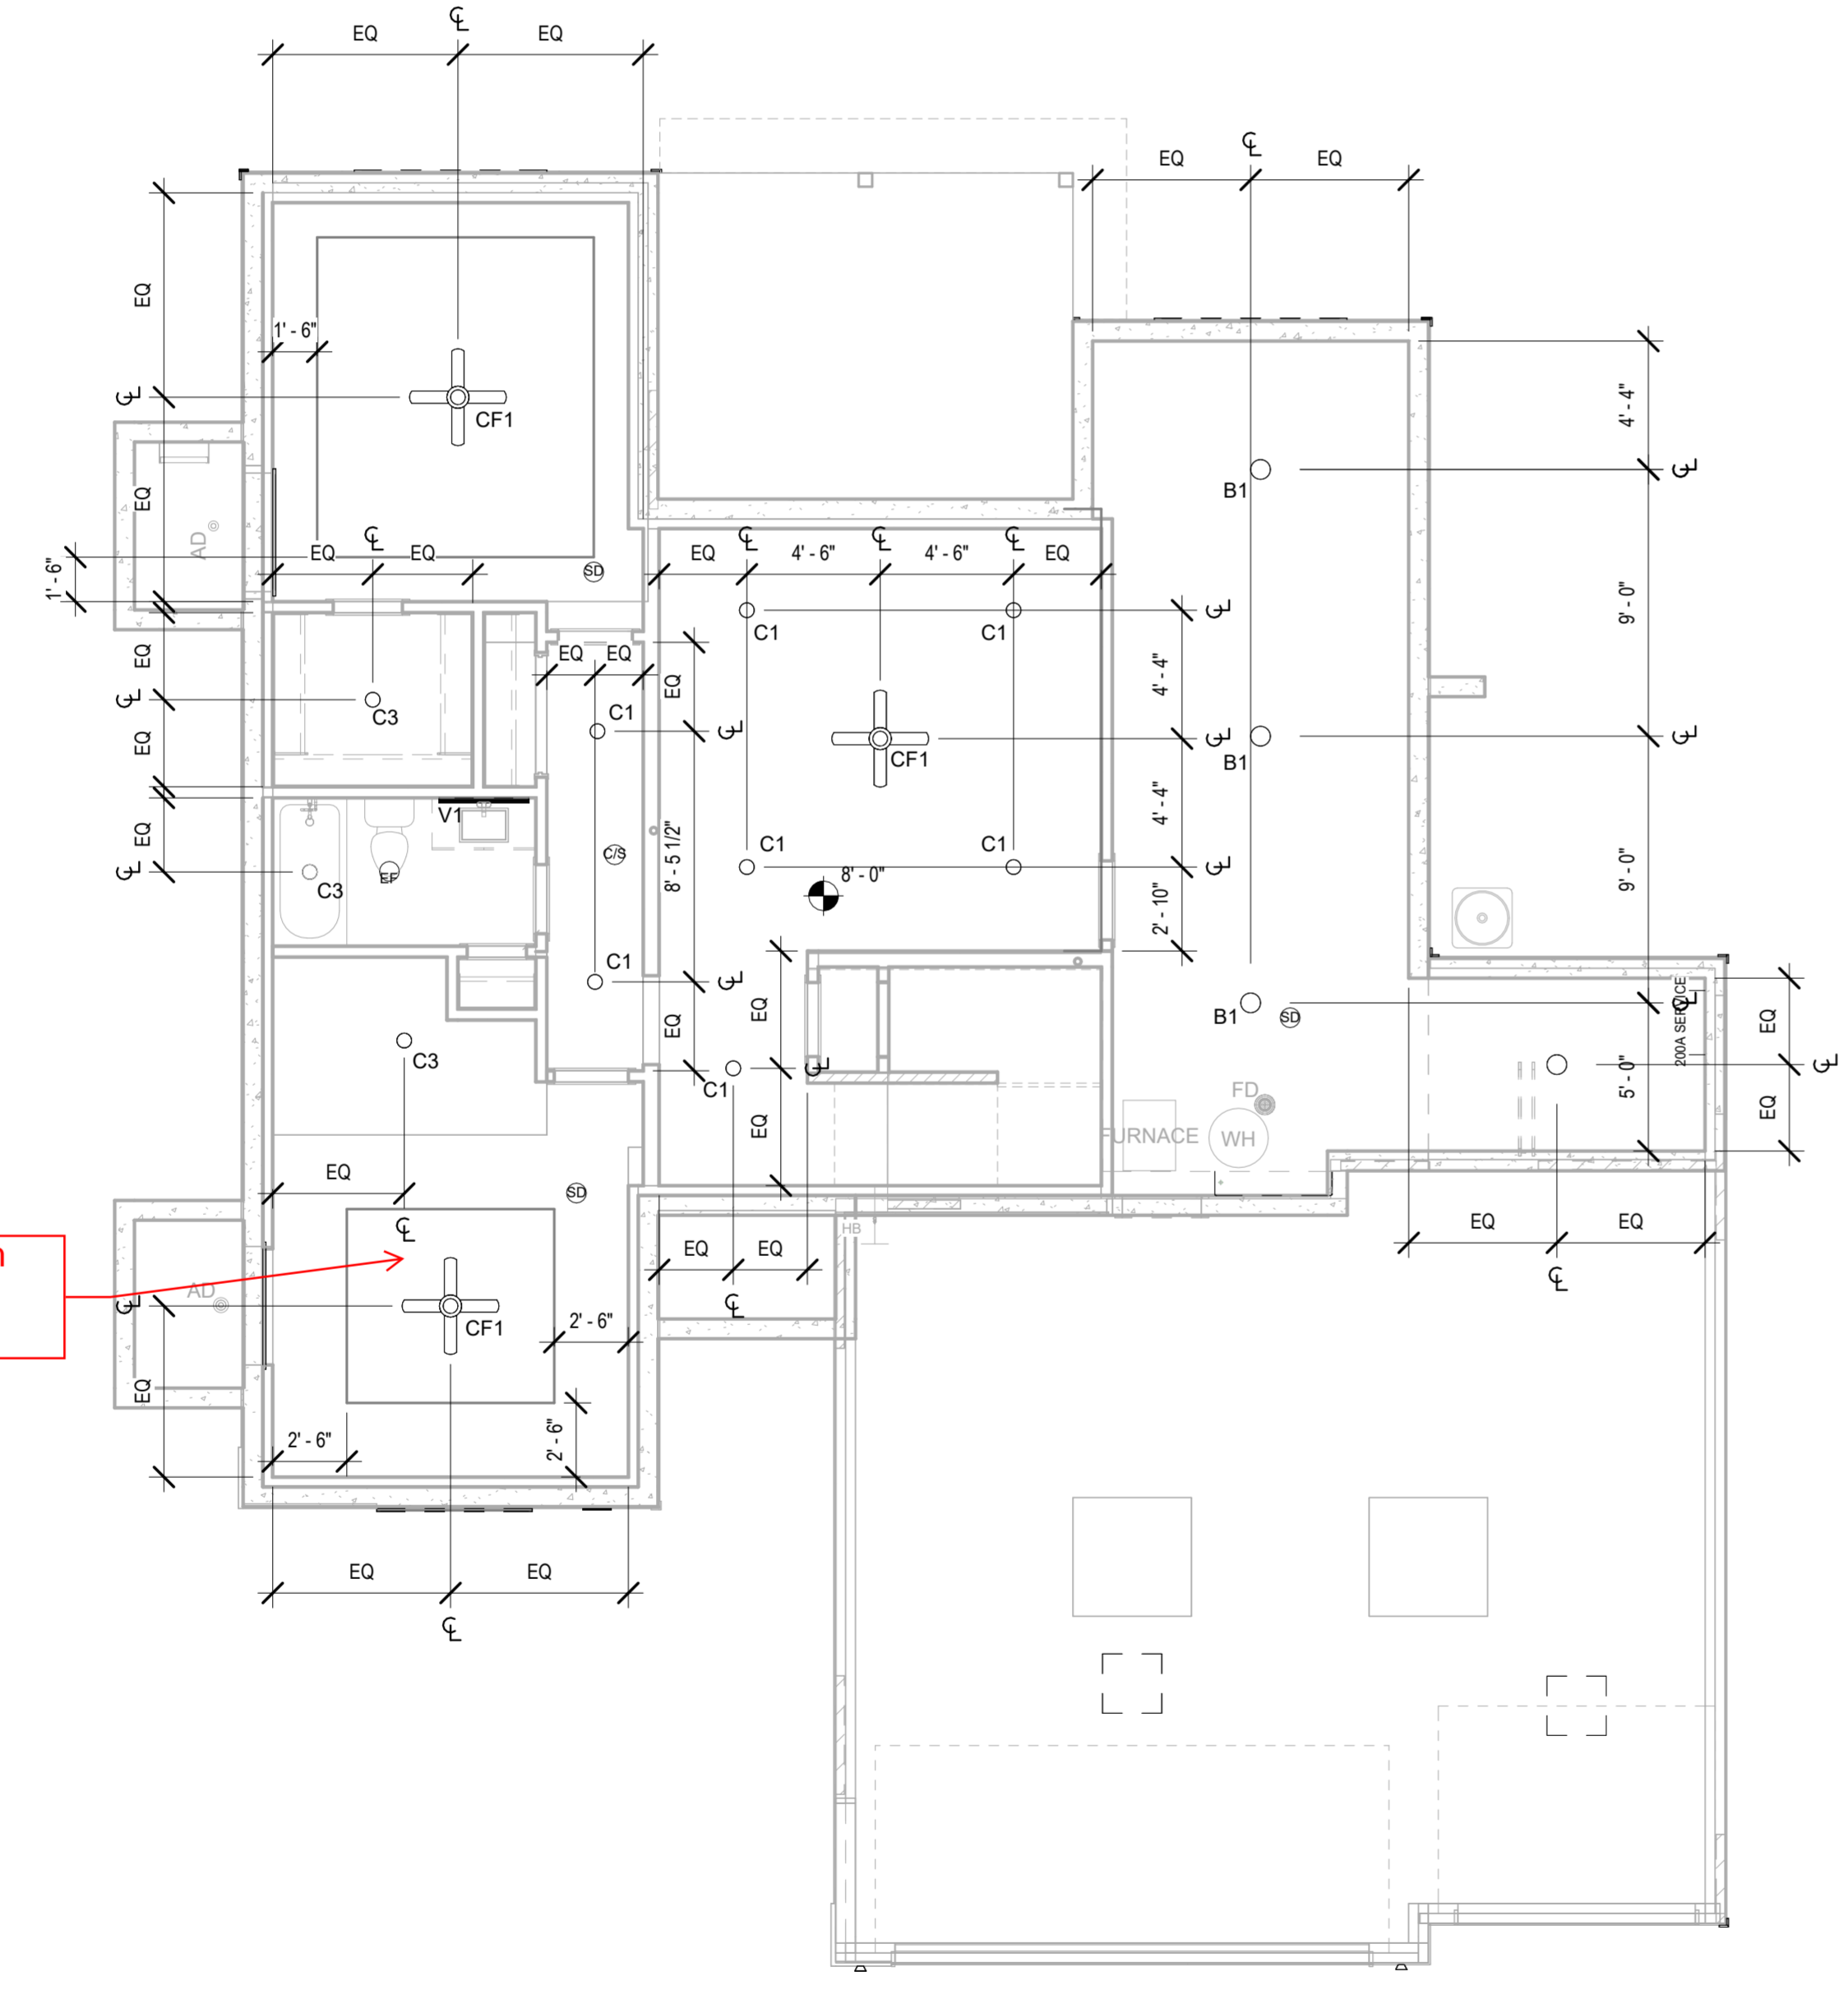 ℄
EQ EQ
℄
EQ EQ
EQ
1' - 6"
℄
CF1
4' - 4"
B1
℄
EQ
AD
1' - 6"
℄
EQ EQ
SD
℄ ℄ ℄
EQ 4' - 6" 4' - 6" EQ
9' - 0"
C1 C1
℄
EQ
EQ EQ
EQ
4' - 4"
℄
C3
C1
℄
EQ
CF1
℄
B1
℄
V1
EQ
℄
C3
EF
C/S
8' - 5 1/2"
C1 C1
4' - 4"
℄
8' - 0"
2' - 10"
9' - 0"
C1
℄
EQ
EQ
B1
SD
℄
200A SERVICE
EQ
C3
C1
℄
5' - 0"
℄
EQ
EQ
FD
FURNACE
WH
EQ
SD
℄
HB
EQ EQ
℄
EQ EQ
℄
n
AD
℄
CF1
2' - 6"
EQ
2' - 6"
2' - 6"
EQ EQ
℄